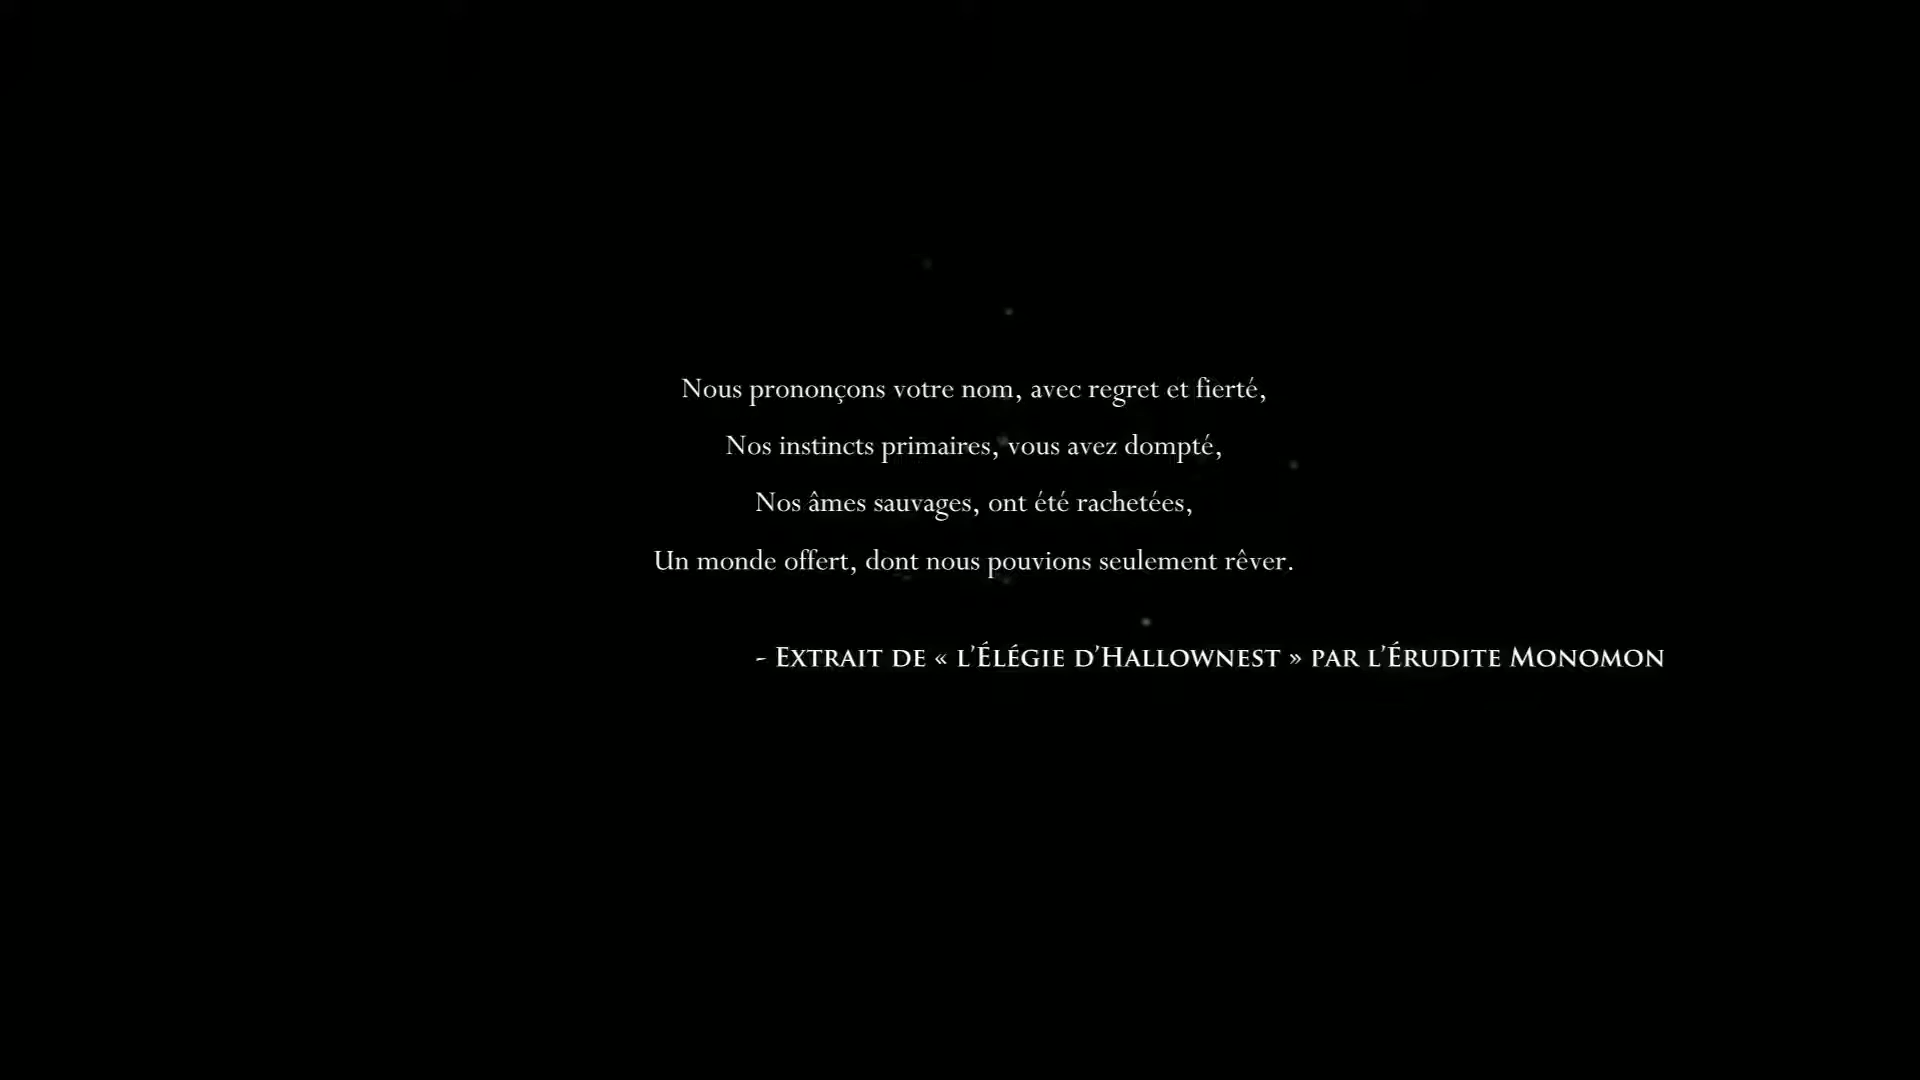 Nous prononçons votre nom, avec regret et fierté,
Nos instincts primaires, vous avez dompté,
Nos âmes sauvages, ont été rachetées,
Un monde offert, dont nous pouvions seulement rêver.
- Extrait de « l’Élégie d’Hallownest » par l’Érudite Monomon